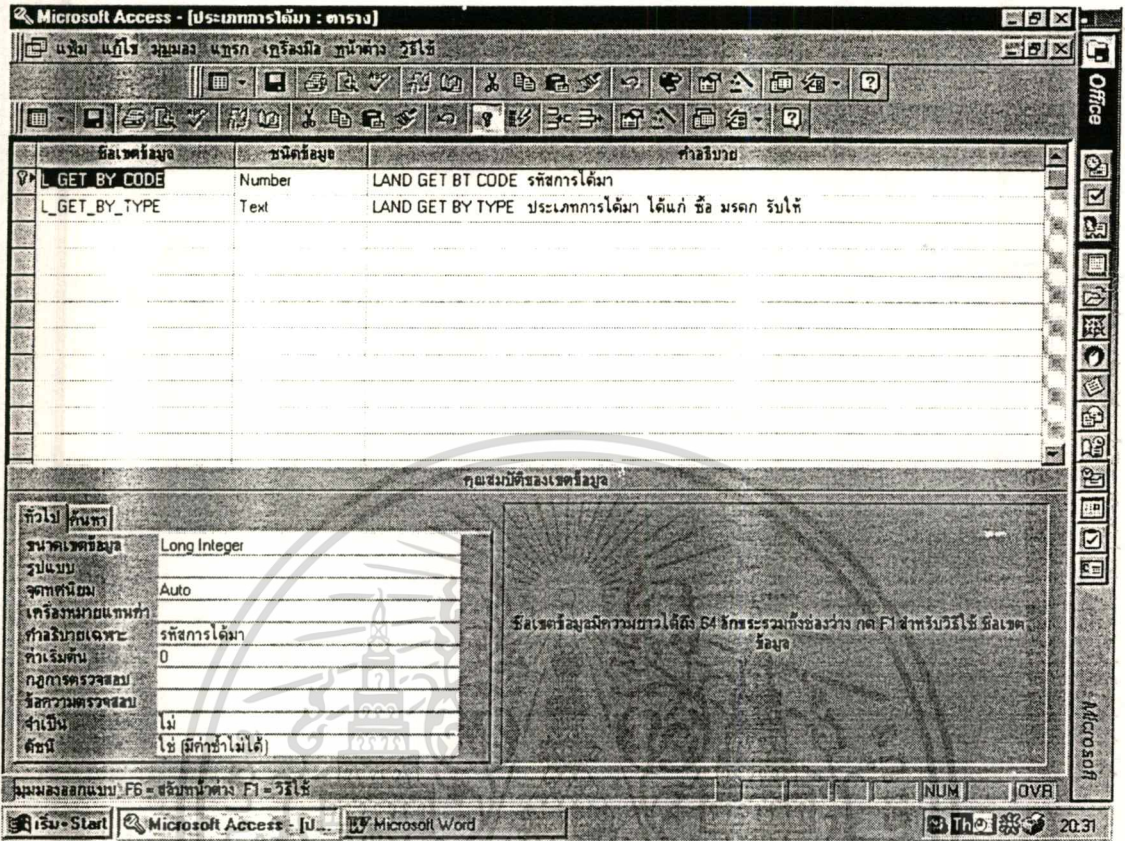 Microsoft Access - [ประเภทการได้มา : ตาราง]
แฟ้ม แก้ไข มุมมอง แทรก เครื่องมือ หน้าต่าง วิธีใช้
Office
ชื่อเขตข้อมูล ชนิดข้อมูล คำอธิบาย
L_GET_BY_CODE Number LAND GET BT CODE รหัสการได้มา
L_GET_BY_TYPE Text LAND GET BY TYPE ประเภทการได้มา ได้แก่ ซื้อ มรดก รับให้
คุณสมบัติของเขตข้อมูล
ทั่วไป ค้นหา
ขนาดเขตข้อมูล Long Integer
รูปแบบ
จุดทศนิยม Auto
เครื่องหมายแทนคำ
คำอธิบายเฉพาะ รหัสการได้มา
ค่าเริ่มต้น 0
กฎการตรวจสอบ
ข้อความตรวจสอบ
จำเป็น ไม่
ดัชนี ใช่ (มีค่าซ้ำไม่ได้)
ชื่อเขตข้อมูลมีความยาวได้ถึง 64 อักขระรวมทั้งช่องว่าง กด F1 สำหรับวิธีใช้ ชื่อเขต
ข้อมูล
Microsoft
มุมมองออกแบบ F6 = สลับหน้าต่าง F1 = วิธีใช้ NUM OVR
เริ่ม-Start Microsoft Access - [ป... Microsoft Word Th 20:31